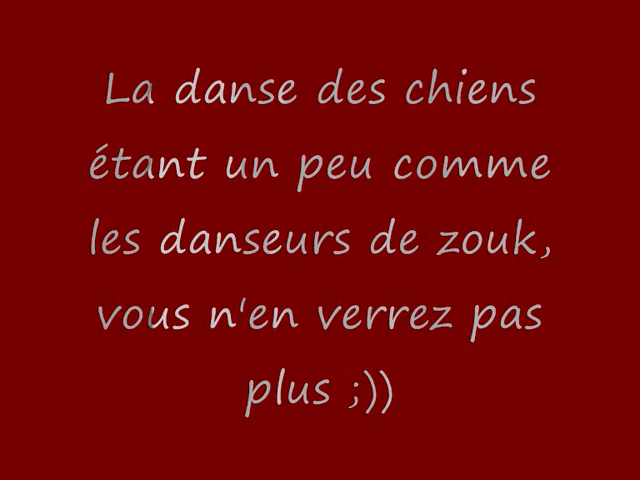 La danse des chiens
étant un peu comme
les danseurs de zouk,
vous n'en verrez pas
plus ;))